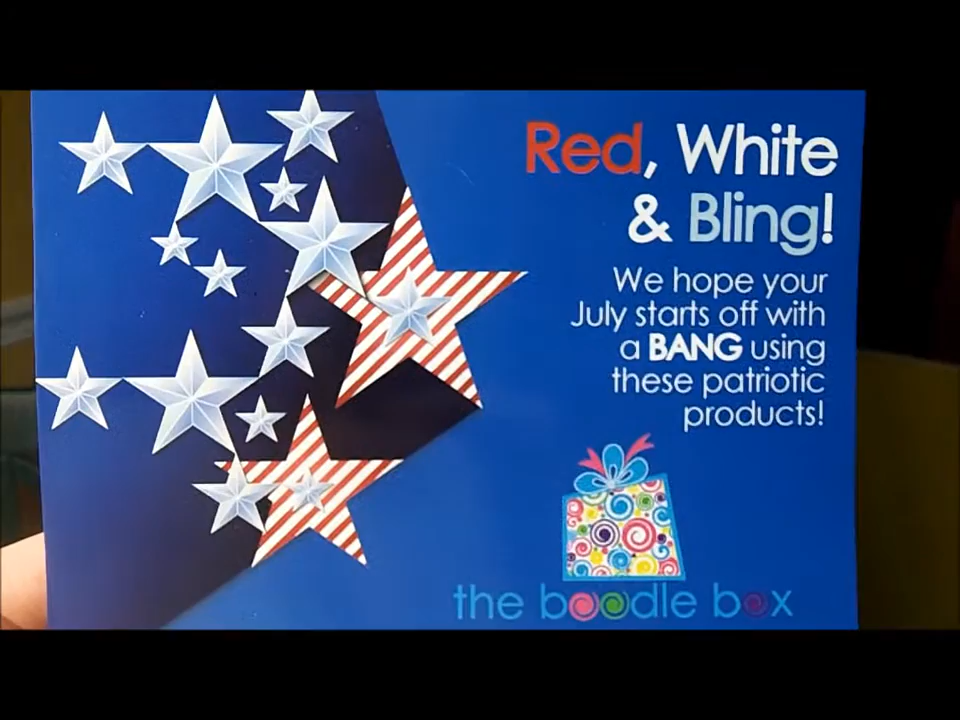 Red, White
& Bling!
We hope your
July starts off with
a BANG using
these patriotic
products!
the boodle box